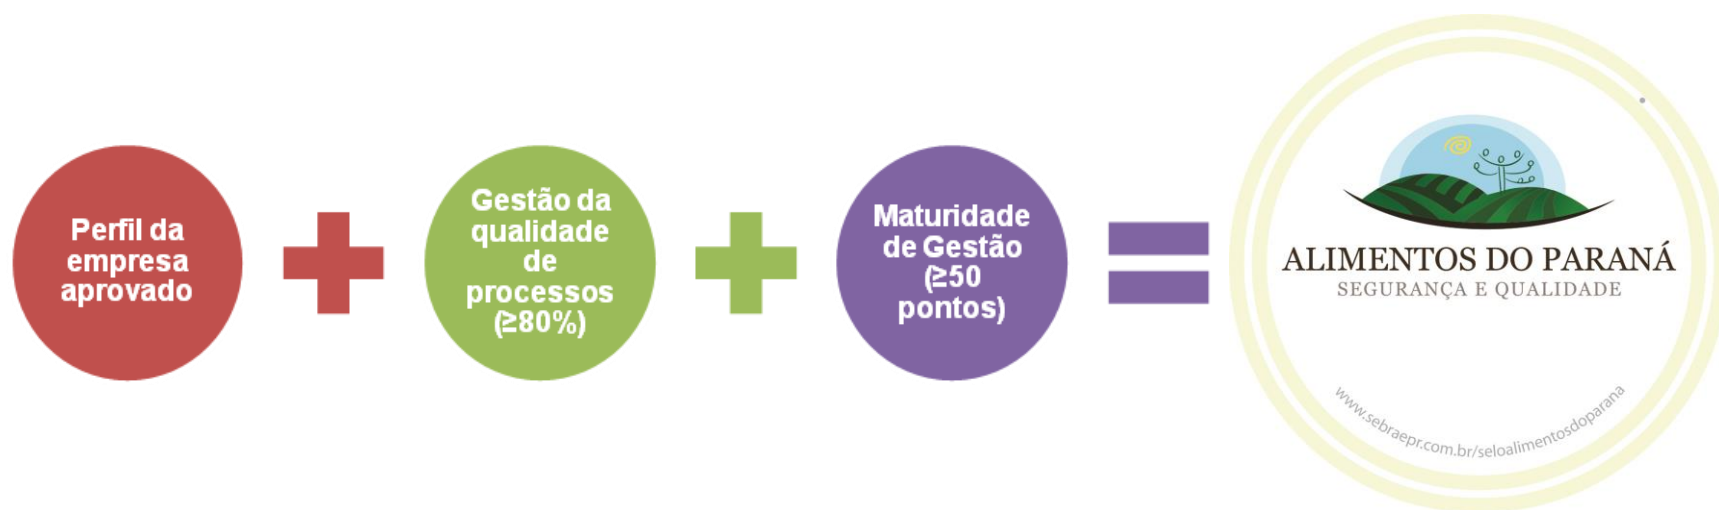 Perfil da
empresa
aprovado
Gestão da
qualidade
de
processos
(≥80%)
Maturidade
de Gestão
(≥50
pontos)
ALIMENTOS DO PARANÁ
SEGURANÇA E QUALIDADE
www.sebraepr.com.br/seloalimentosdoparana